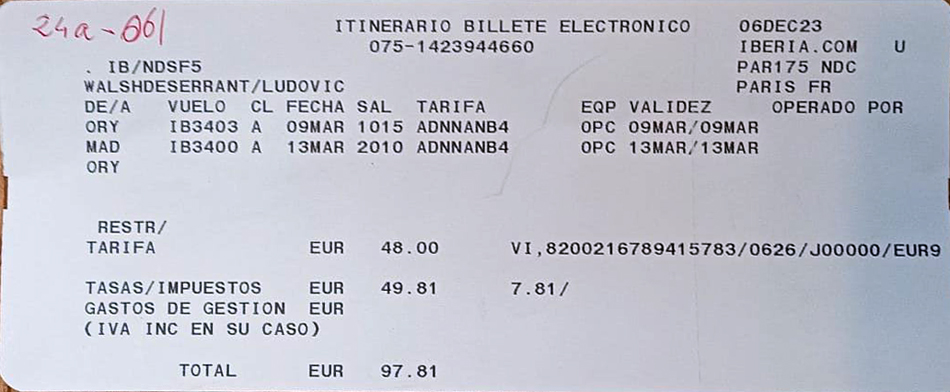 24a-061
ITINERARIO BILLETE ELECTRONICO 06DEC23
075-1423944660 IBERIA.COM U
. IB/NDSF5 PAR175 NDC
WALSHDESERRANT/LUDOVIC PARIS FR
DE/A VUELO CL FECHA SAL TARIFA EQP VALIDEZ OPERADO POR
ORY IB3403 A 09MAR 1015 ADNNANB4 OPC 09MAR/09MAR
MAD IB3400 A 13MAR 2010 ADNNANB4 OPC 13MAR/13MAR
ORY
RESTR/
TARIFA EUR 48.00 VI,8200216789415783/0626/J00000/EUR9
TASAS/IMPUESTOS EUR 49.81 7.81/
GASTOS DE GESTION EUR
(IVA INC EN SU CASO)
TOTAL EUR 97.81